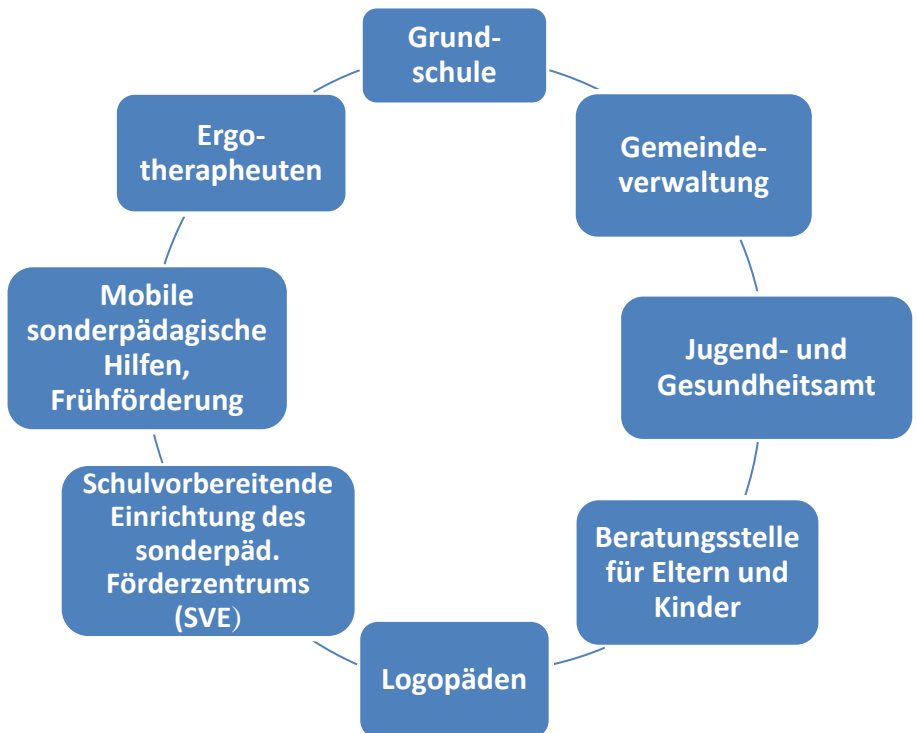 Grund-
schule
Gemeinde-
verwaltung
Jugend- und
Gesundheitsamt
Beratungsstelle
für Eltern und
Kinder
Logopäden
Schulvorbereitende
Einrichtung des
sonderpäd.
Förderzentrums
(SVE)
Mobile
sonderpädagische
Hilfen,
Frühförderung
Ergo-
therapheuten